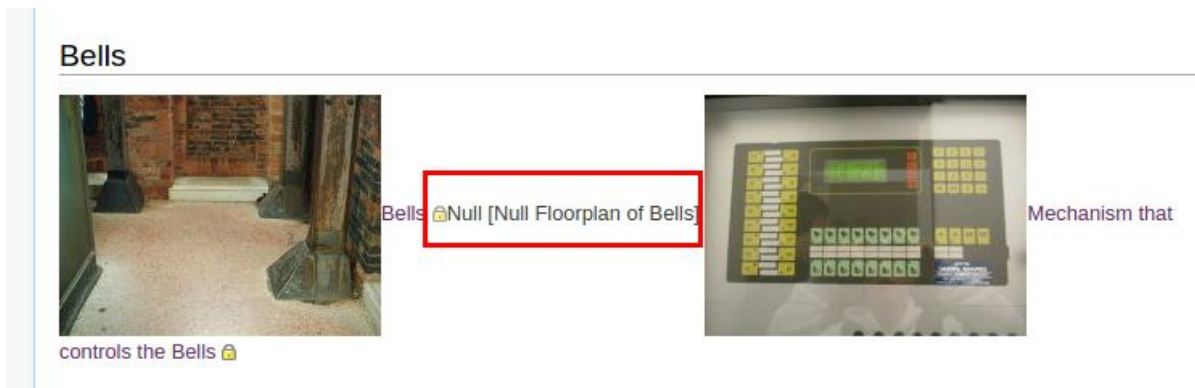 Bells
Bells Null [Null Floorplan of Bells] Mechanism that
controls the Bells